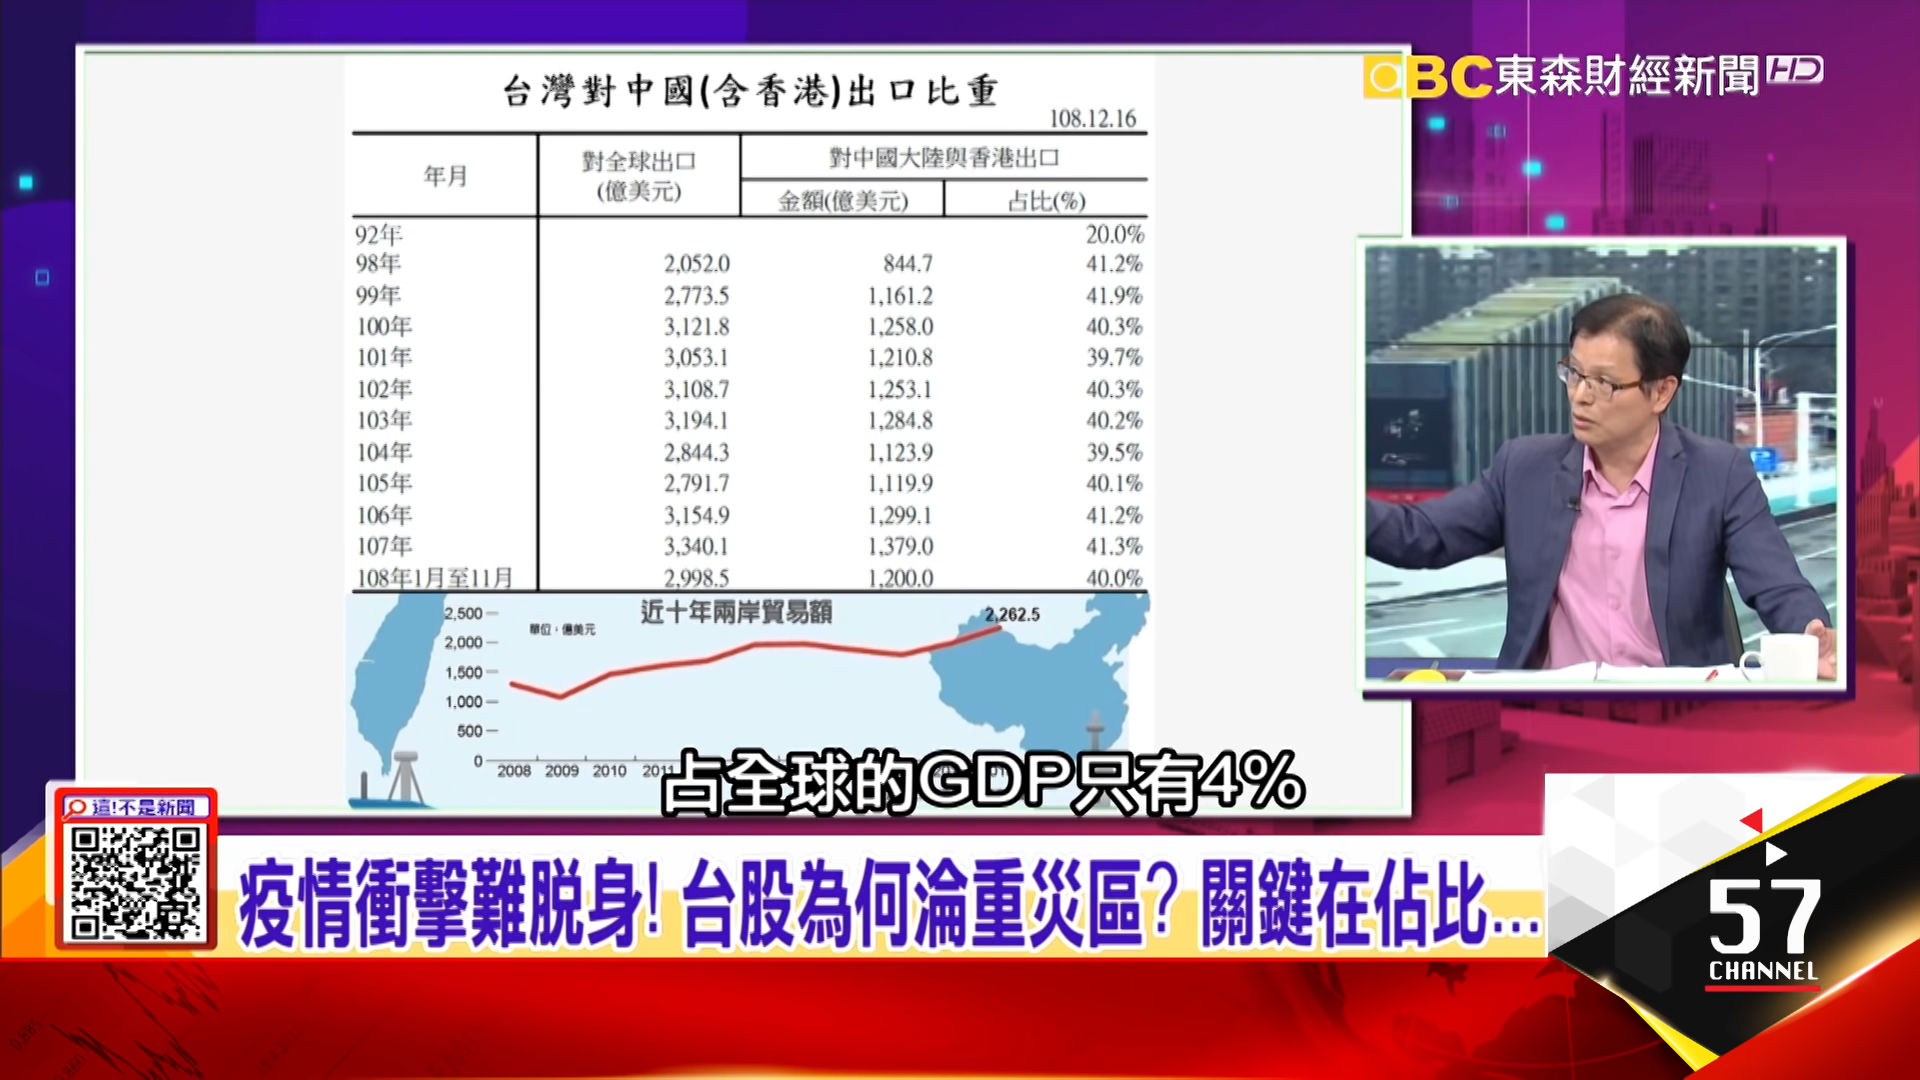 台灣對中國(含香港)出口比重
108.12.16
年月 對全球出口(億美元) 對中國大陸與香港出口
金額(億美元) 占比(%)
92年 20.0%
98年 2,052.0 844.7 41.2%
99年 2,773.5 1,161.2 41.9%
100年 3,121.8 1,258.0 40.3%
101年 3,053.1 1,210.8 39.7%
102年 3,108.7 1,253.1 40.3%
103年 3,194.1 1,284.8 40.2%
104年 2,844.3 1,123.9 39.5%
105年 2,791.7 1,119.9 40.1%
106年 3,154.9 1,299.1 41.2%
107年 3,340.1 1,379.0 41.3%
108年1月至11月 2,998.5 1,200.0 40.0%
近十年兩岸貿易額
單位:億美元
2,262.5
2,500
2,000
1,500
1,000
500
0
2008 2009 2010 2011
占全球的GDP只有4%
EBC東森財經新聞HD
這!不是新聞
疫情衝擊難脫身! 台股為何淪重災區? 關鍵在佔比...
57
CHANNEL